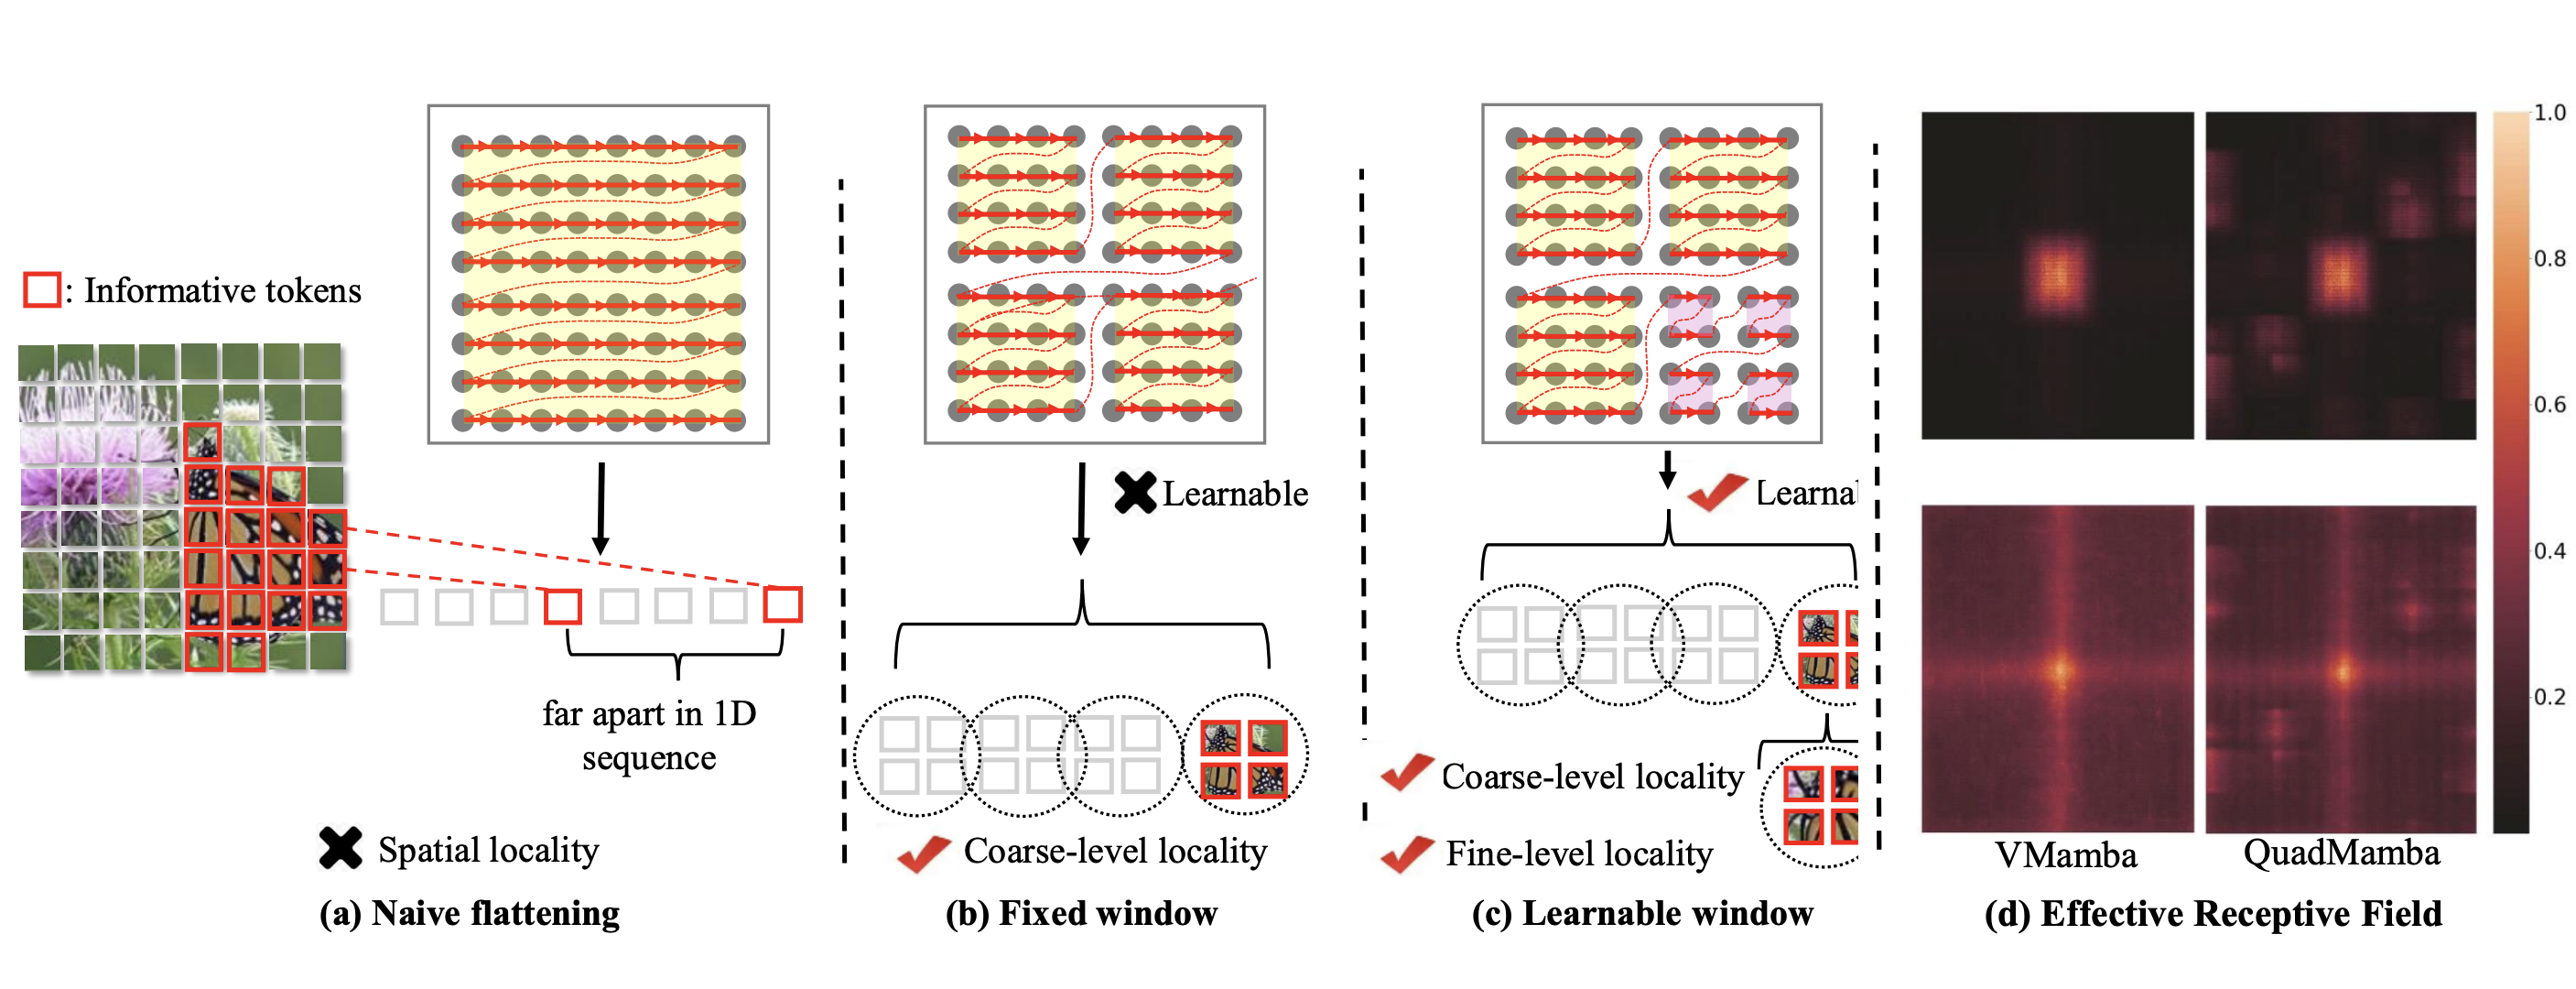 : Informative tokens
far apart in 1D
sequence
Spatial locality
(a) Naive flattening
Learnable
Coarse-level locality
(b) Fixed window
Learnal
Coarse-level locality
Fine-level locality
(c) Learnable window
1.0
0.8
0.6
0.4
0.2
VMamba
QuadMamba
(d) Effective Receptive Field